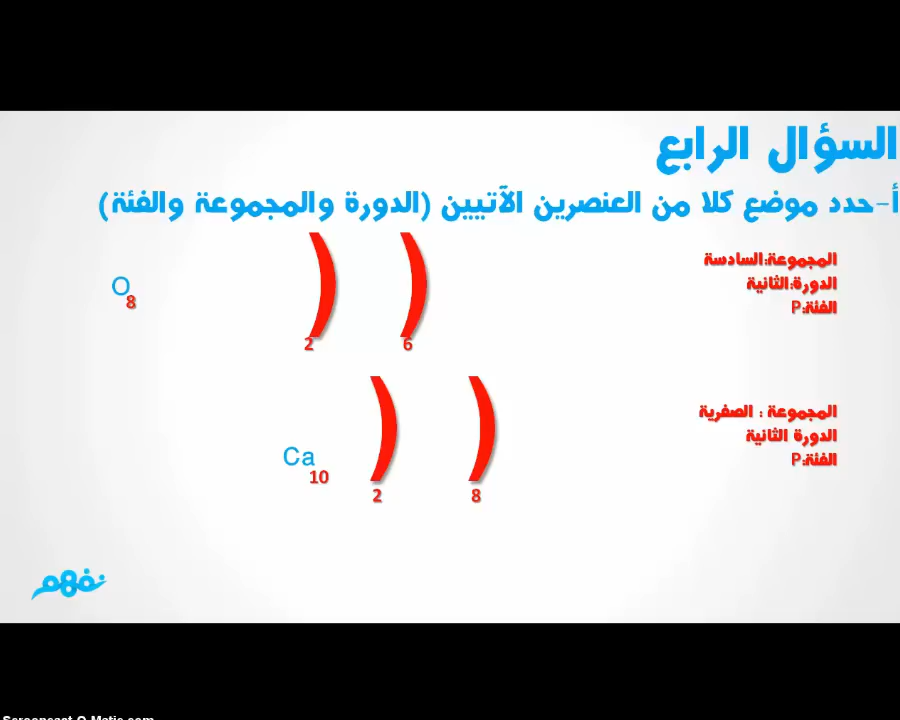 السؤال الرابع
أ-حدد موضع كلا من العنصرين الآتيين (الدورة والمجموعة والفئة)
المجموعة:السادسة
الدورة:الثانية
الفئة:P
O 8
2 6
المجموعة : الصفرية
الدورة الثانية
الفئة:P
Ca 10
2 8
نفهم
Screencast-O-Matic.com